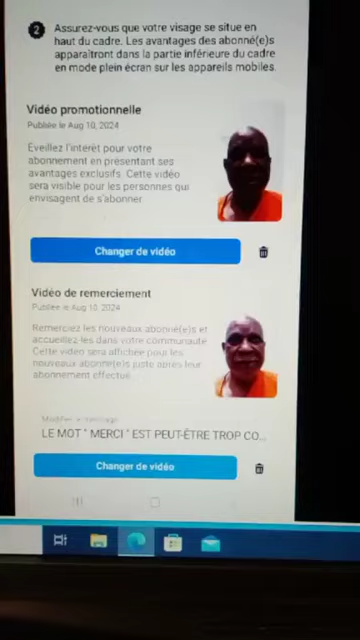 2 Assurez-vous que votre visage se situe en
haut du cadre. Les avantages des abonné(e)s
apparaîtront dans la partie inférieure du cadre
en mode plein écran sur les appareils mobiles.
Vidéo promotionnelle
Publiée le Aug 10, 2024
Éveillez l'intérêt pour votre
abonnement en présentant ses
avantages exclusifs. Cette vidéo
sera visible pour les personnes qui
envisagent de s'abonner.
Changer de vidéo
Vidéo de remerciement
Publiée le Aug 10, 2024
Remerciez les nouveaux abonné(e)s et
accueillez-les dans votre communauté.
Cette vidéo sera affichée pour les
nouveaux abonné(e)s juste après leur
abonnement effectué.
Modifier le message
LE MOT " MERCI " EST PEUT-ÊTRE TROP CO...
Changer de vidéo